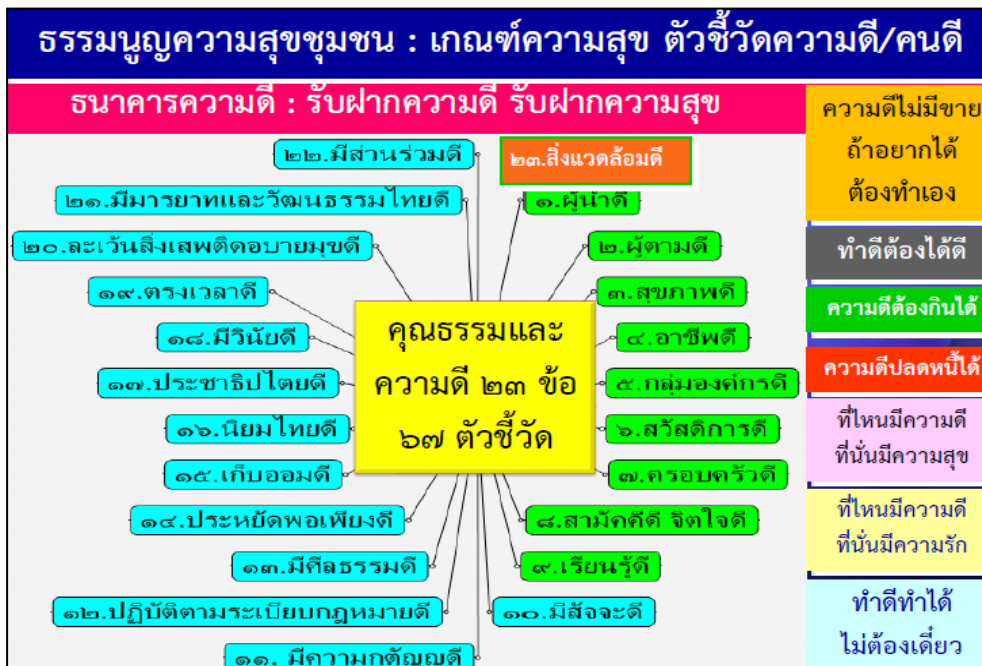 ธรรมนูญความสุขชุมชน : เกณฑ์ความสุข ตัวชี้วัดความดี/คนดี
ธนาคารความดี : รับฝากความดี รับฝากความสุข
คุณธรรมและ
ความดี ๒๓ ข้อ
๖๗ ตัวชี้วัด
๑.ผู้นำดี
๒.ผู้ตามดี
๓.สุขภาพดี
๔.อาชีพดี
๕.กลุ่มองค์กรดี
๖.สวัสดิการดี
๗.ครอบครัวดี
๘.สามัคคีดี จิตใจดี
๙.เรียนรู้ดี
๑๐.มีสัจจะดี
๑๑. มีความกตัญญูดี
๑๒.ปฏิบัติตามระเบียบกฎหมายดี
๑๓.มีศีลธรรมดี
๑๔.ประหยัดพอเพียงดี
๑๕.เก็บออมดี
๑๖.นิยมไทยดี
๑๗.ประชาธิปไตยดี
๑๘.มีวินัยดี
๑๙.ตรงเวลาดี
๒๐.ละเว้นสิ่งเสพติดอบายมุขดี
๒๑.มีมารยาทและวัฒนธรรมไทยดี
๒๒.มีส่วนร่วมดี
๒๓.สิ่งแวดล้อมดี
ความดีไม่มีขาย
ถ้าอยากได้
ต้องทำเอง
ทำดีต้องได้ดี
ความดีต้องกินได้
ความดีปลดหนี้ได้
ที่ไหนมีความดี
ที่นั่นมีความสุข
ที่ไหนมีความดี
ที่นั่นมีความรัก
ทำดีทำได้
ไม่ต้องเดี๋ยว